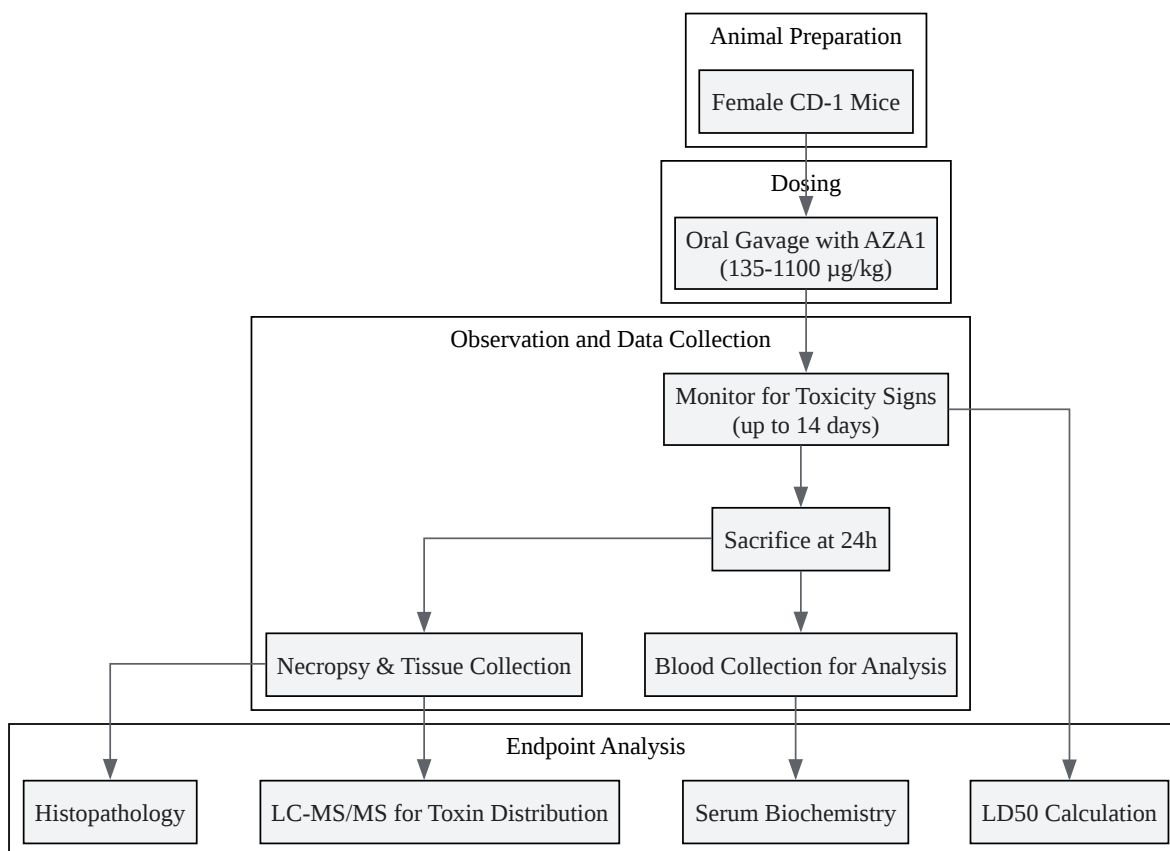 Animal Preparation
Female CD-1 Mice
Dosing
Oral Gavage with AZA1
(135-1100 µg/kg)
Observation and Data Collection
Monitor for Toxicity Signs
(up to 14 days)
Sacrifice at 24h
Necropsy & Tissue Collection
Blood Collection for Analysis
Endpoint Analysis
Histopathology
LC-MS/MS for Toxin Distribution
Serum Biochemistry
LD50 Calculation